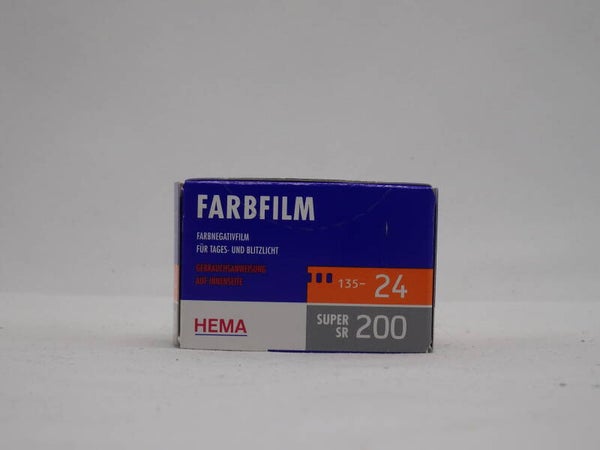 FARBFILM
FARBNEGATIVFILM
FÜR TAGES- UND BLITZLICHT
GEBRAUCHSANWEISUNG
AUF INNENSEITE
135- 24
HEMA
SUPER SR 200